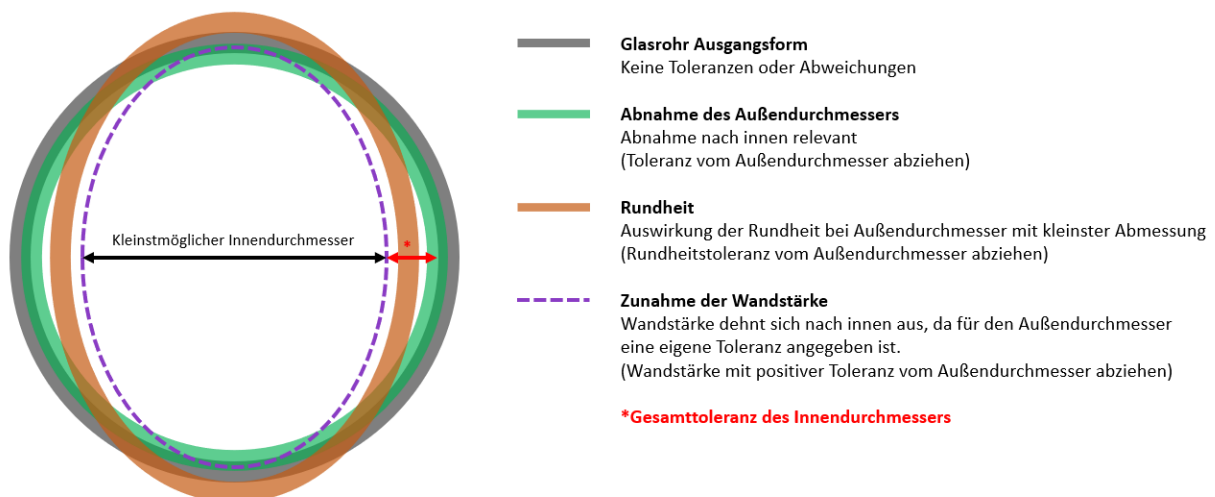 Kleinstmöglicher Innendurchmesser
*
Glasrohr Ausgangsform
Keine Toleranzen oder Abweichungen
Abnahme des Außendurchmessers
Abnahme nach innen relevant
(Toleranz vom Außendurchmesser abziehen)
Rundheit
Auswirkung der Rundheit bei Außendurchmesser mit kleinster Abmessung
(Rundheitstoleranz vom Außendurchmesser abziehen)
Zunahme der Wandstärke
Wandstärke dehnt sich nach innen aus, da für den Außendurchmesser
eine eigene Toleranz angegeben ist.
(Wandstärke mit positiver Toleranz vom Außendurchmesser abziehen)
*Gesamttoleranz des Innendurchmessers